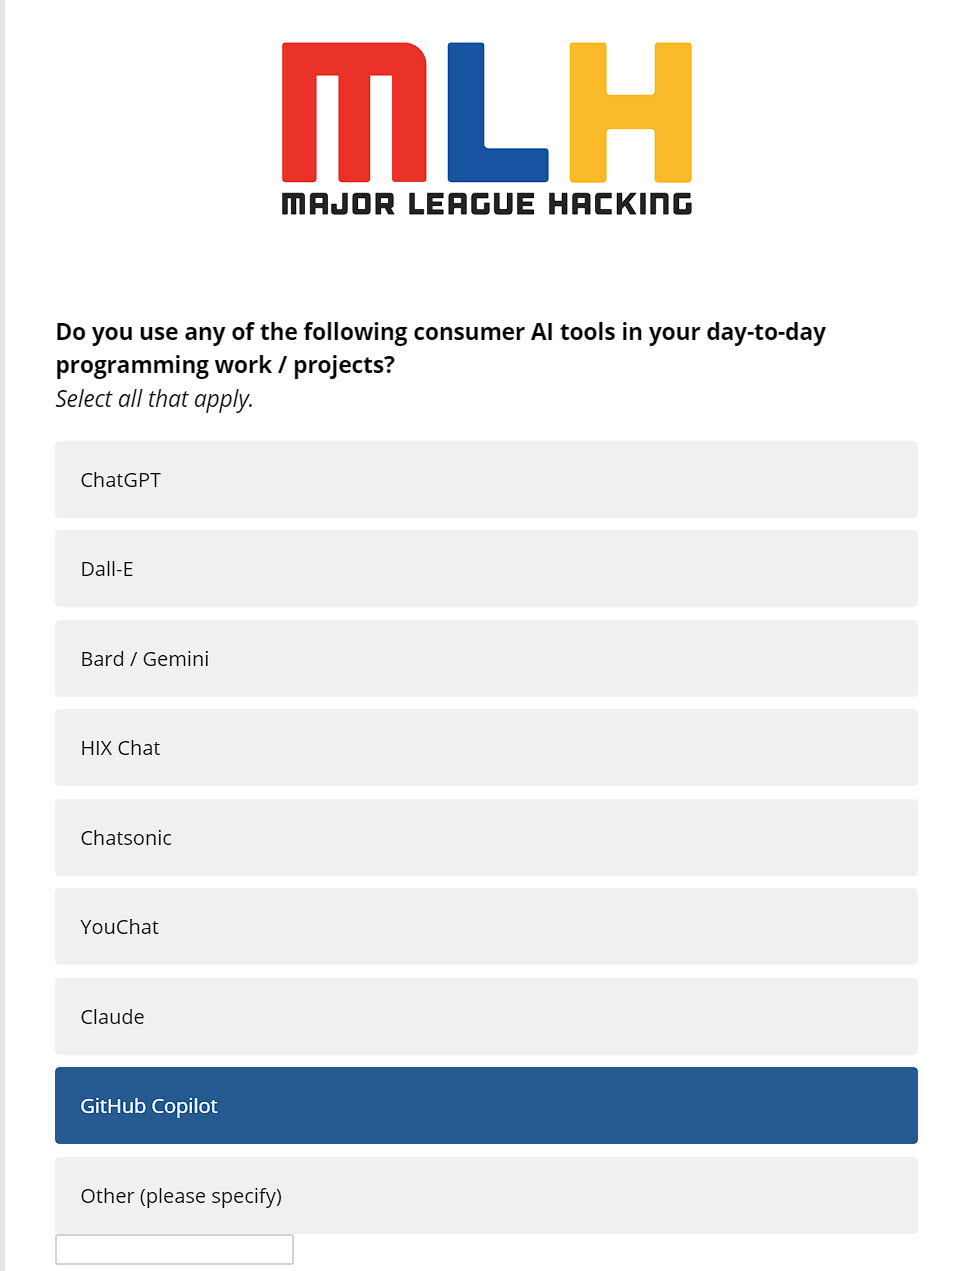 MLH
MAJOR LEAGUE HACKING
Do you use any of the following consumer AI tools in your day-to-day
programming work / projects?
Select all that apply.
ChatGPT
Dall-E
Bard / Gemini
HIX Chat
Chatsonic
YouChat
Claude
GitHub Copilot
Other (please specify)